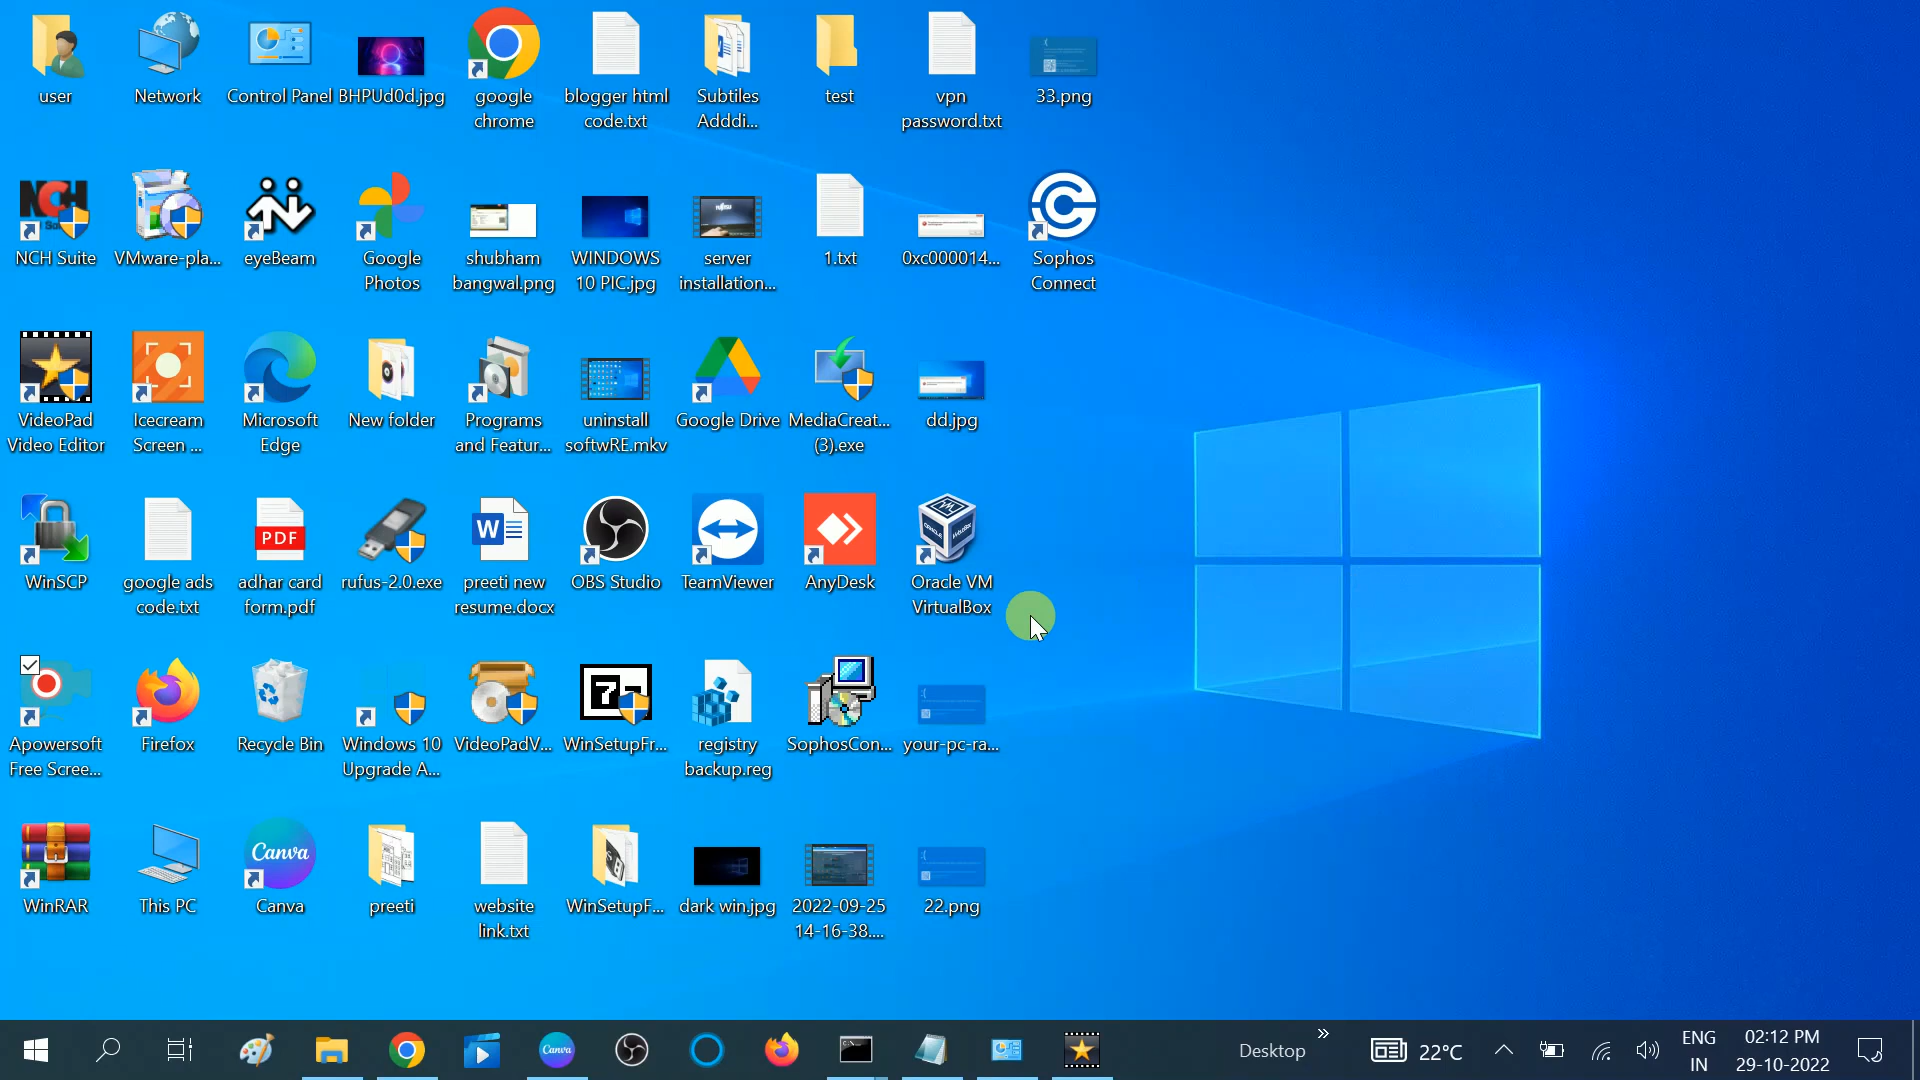 user
Network
Control Panel
BHPUd0d.jpg
google
chrome
blogger html
code.txt
Subtiles
Adddi...
test
vpn
password.txt
33.png
NCH
NCH Suite
VMware-pla...
eyeBeam
Google
Photos
shubham
bangwal.png
WINDOWS
10 PIC.jpg
FUJITSU
server
installation...
1.txt
0xc000014...
Sophos
Connect
VideoPad
Video Editor
Icecream
Screen ...
Microsoft
Edge
New folder
Programs
and Featur...
uninstall
softwRE.mkv
Google Drive
MediaCreat...
(3).exe
dd.jpg
WinSCP
google ads
code.txt
PDF
adhar card
form.pdf
rufus-2.0.exe
W
preeti new
resume.docx
OBS Studio
TeamViewer
AnyDesk
Oracle VM
VirtualBox
Apowersoft
Free Scree...
Firefox
Recycle Bin
Windows 10
Upgrade A...
VideoPadV...
WinSetupFr...
registry
backup.reg
SophosCon...
your-pc-ra...
WinRAR
This PC
Canva
Canva
preeti
website
link.txt
WinSetupF...
dark win.jpg
2022-09-25
14-16-38....
22.png
Canva
Desktop
22°C
ENG
IN
02:12 PM
29-10-2022